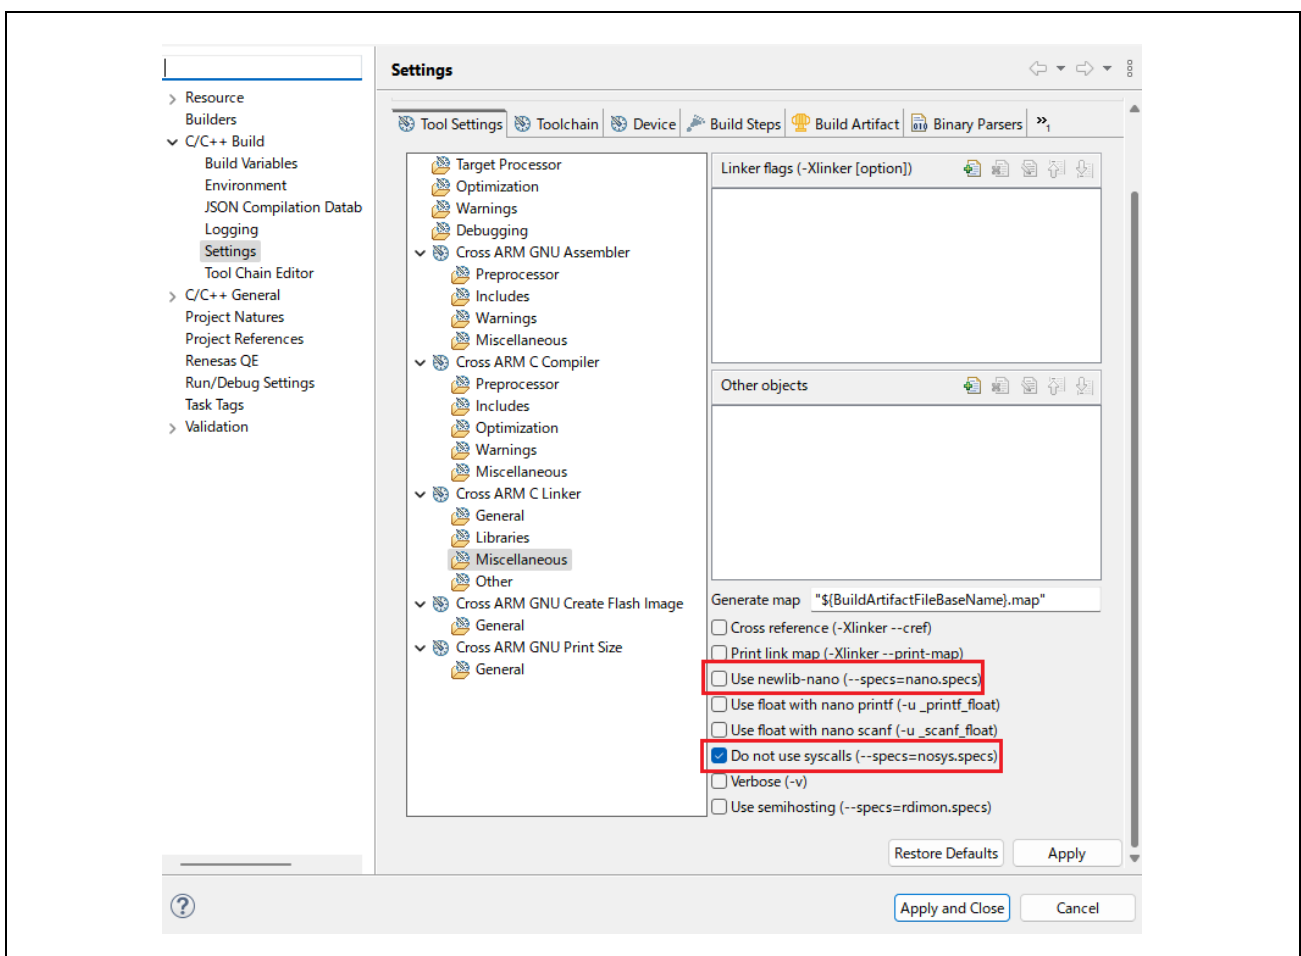 Settings
Resource
Builders
C/C++ Build
Build Variables
Environment
JSON Compilation Datab
Logging
Settings
Tool Chain Editor
C/C++ General
Project Natures
Project References
Renesas QE
Run/Debug Settings
Task Tags
Validation
Tool Settings Toolchain Device Build Steps Build Artifact Binary Parsers »1
Target Processor
Optimization
Warnings
Debugging
Cross ARM GNU Assembler
Preprocessor
Includes
Warnings
Miscellaneous
Cross ARM C Compiler
Preprocessor
Includes
Optimization
Warnings
Miscellaneous
Cross ARM C Linker
General
Libraries
Miscellaneous
Other
Cross ARM GNU Create Flash Image
General
Cross ARM GNU Print Size
General
Linker flags (-Xlinker [option])
Other objects
Generate map "${BuildArtifactFileBaseName}.map"
Cross reference (-Xlinker --cref)
Print link map (-Xlinker --print-map)
Use newlib-nano (--specs=nano.specs)
Use float with nano printf (-u _printf_float)
Use float with nano scanf (-u _scanf_float)
Do not use syscalls (--specs=nosys.specs)
Verbose (-v)
Use semihosting (--specs=rdimon.specs)
Restore Defaults Apply
? Apply and Close Cancel